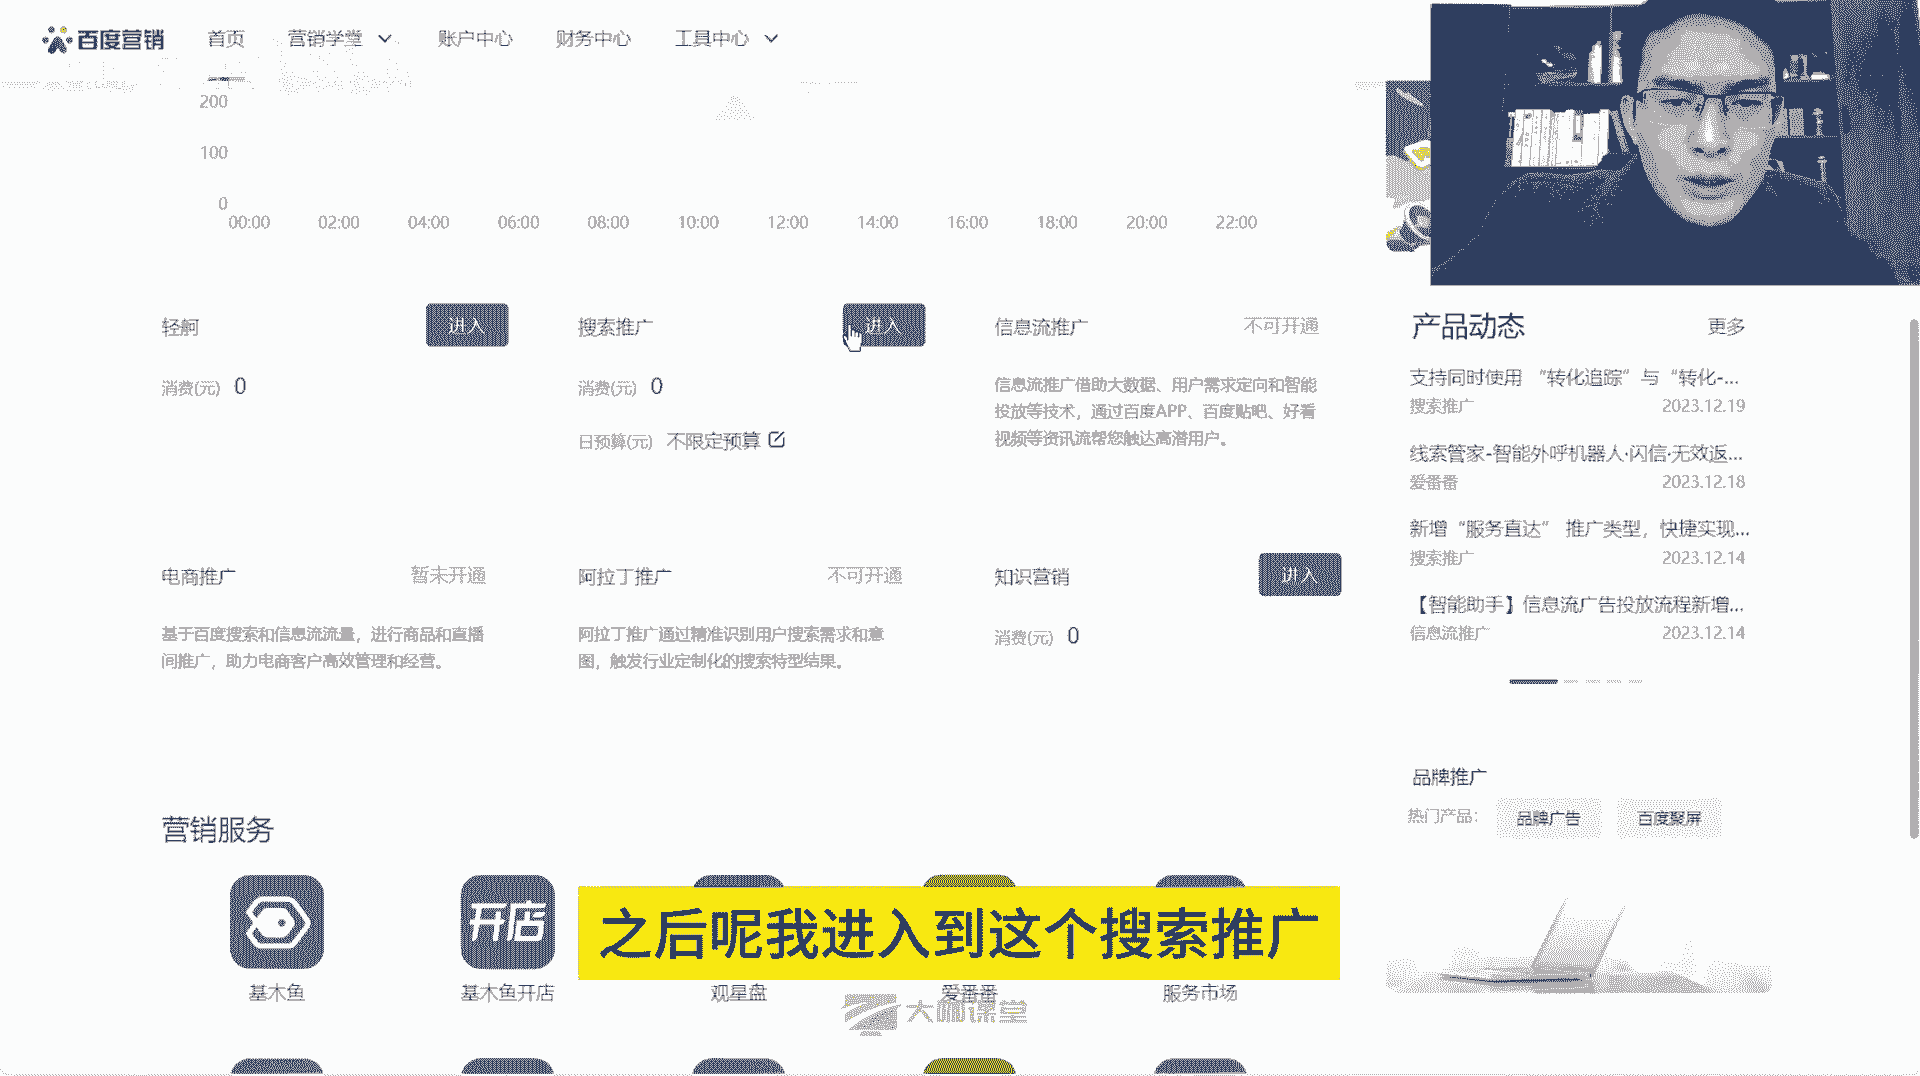 百度营销
首页
营销学堂
账户中心
财务中心
工具中心
200
100
0
00:00
02:00
04:00
06:00
08:00
10:00
12:00
14:00
16:00
18:00
20:00
22:00
轻舸
进入
消费(元) 0
搜索推广
进入
消费(元) 0
日预算(元) 不限定预算
信息流推广
不可开通
信息流推广借助大数据、用户需求定向和智能
投放等技术，通过百度APP、百度贴吧、好看
视频等资讯流帮您触达高潜用户。
产品动态
更多
支持同时使用 “转化追踪” 与 “转化-...
搜索推广
2023.12.19
线索管家-智能外呼机器人·闪信·无效返...
爱番番
2023.12.18
新增 “服务直达” 推广类型，快捷实现...
搜索推广
2023.12.14
【智能助手】信息流广告投放流程新增...
信息流推广
2023.12.14
电商推广
暂未开通
基于百度搜索和信息流流量，进行商品和直播
间推广，助力电商客户高效管理和经营。
阿拉丁推广
不可开通
阿拉丁推广通过精准识别用户搜索需求和意
图，触发行业定制化的搜索特型结果。
知识营销
进入
消费(元) 0
品牌推广
热门产品：
品牌广告
百度聚屏
营销服务
开店
基木鱼
基木鱼开店
观星盘
爱番番
服务市场
之后呢我进入到这个搜索推广
大师课堂